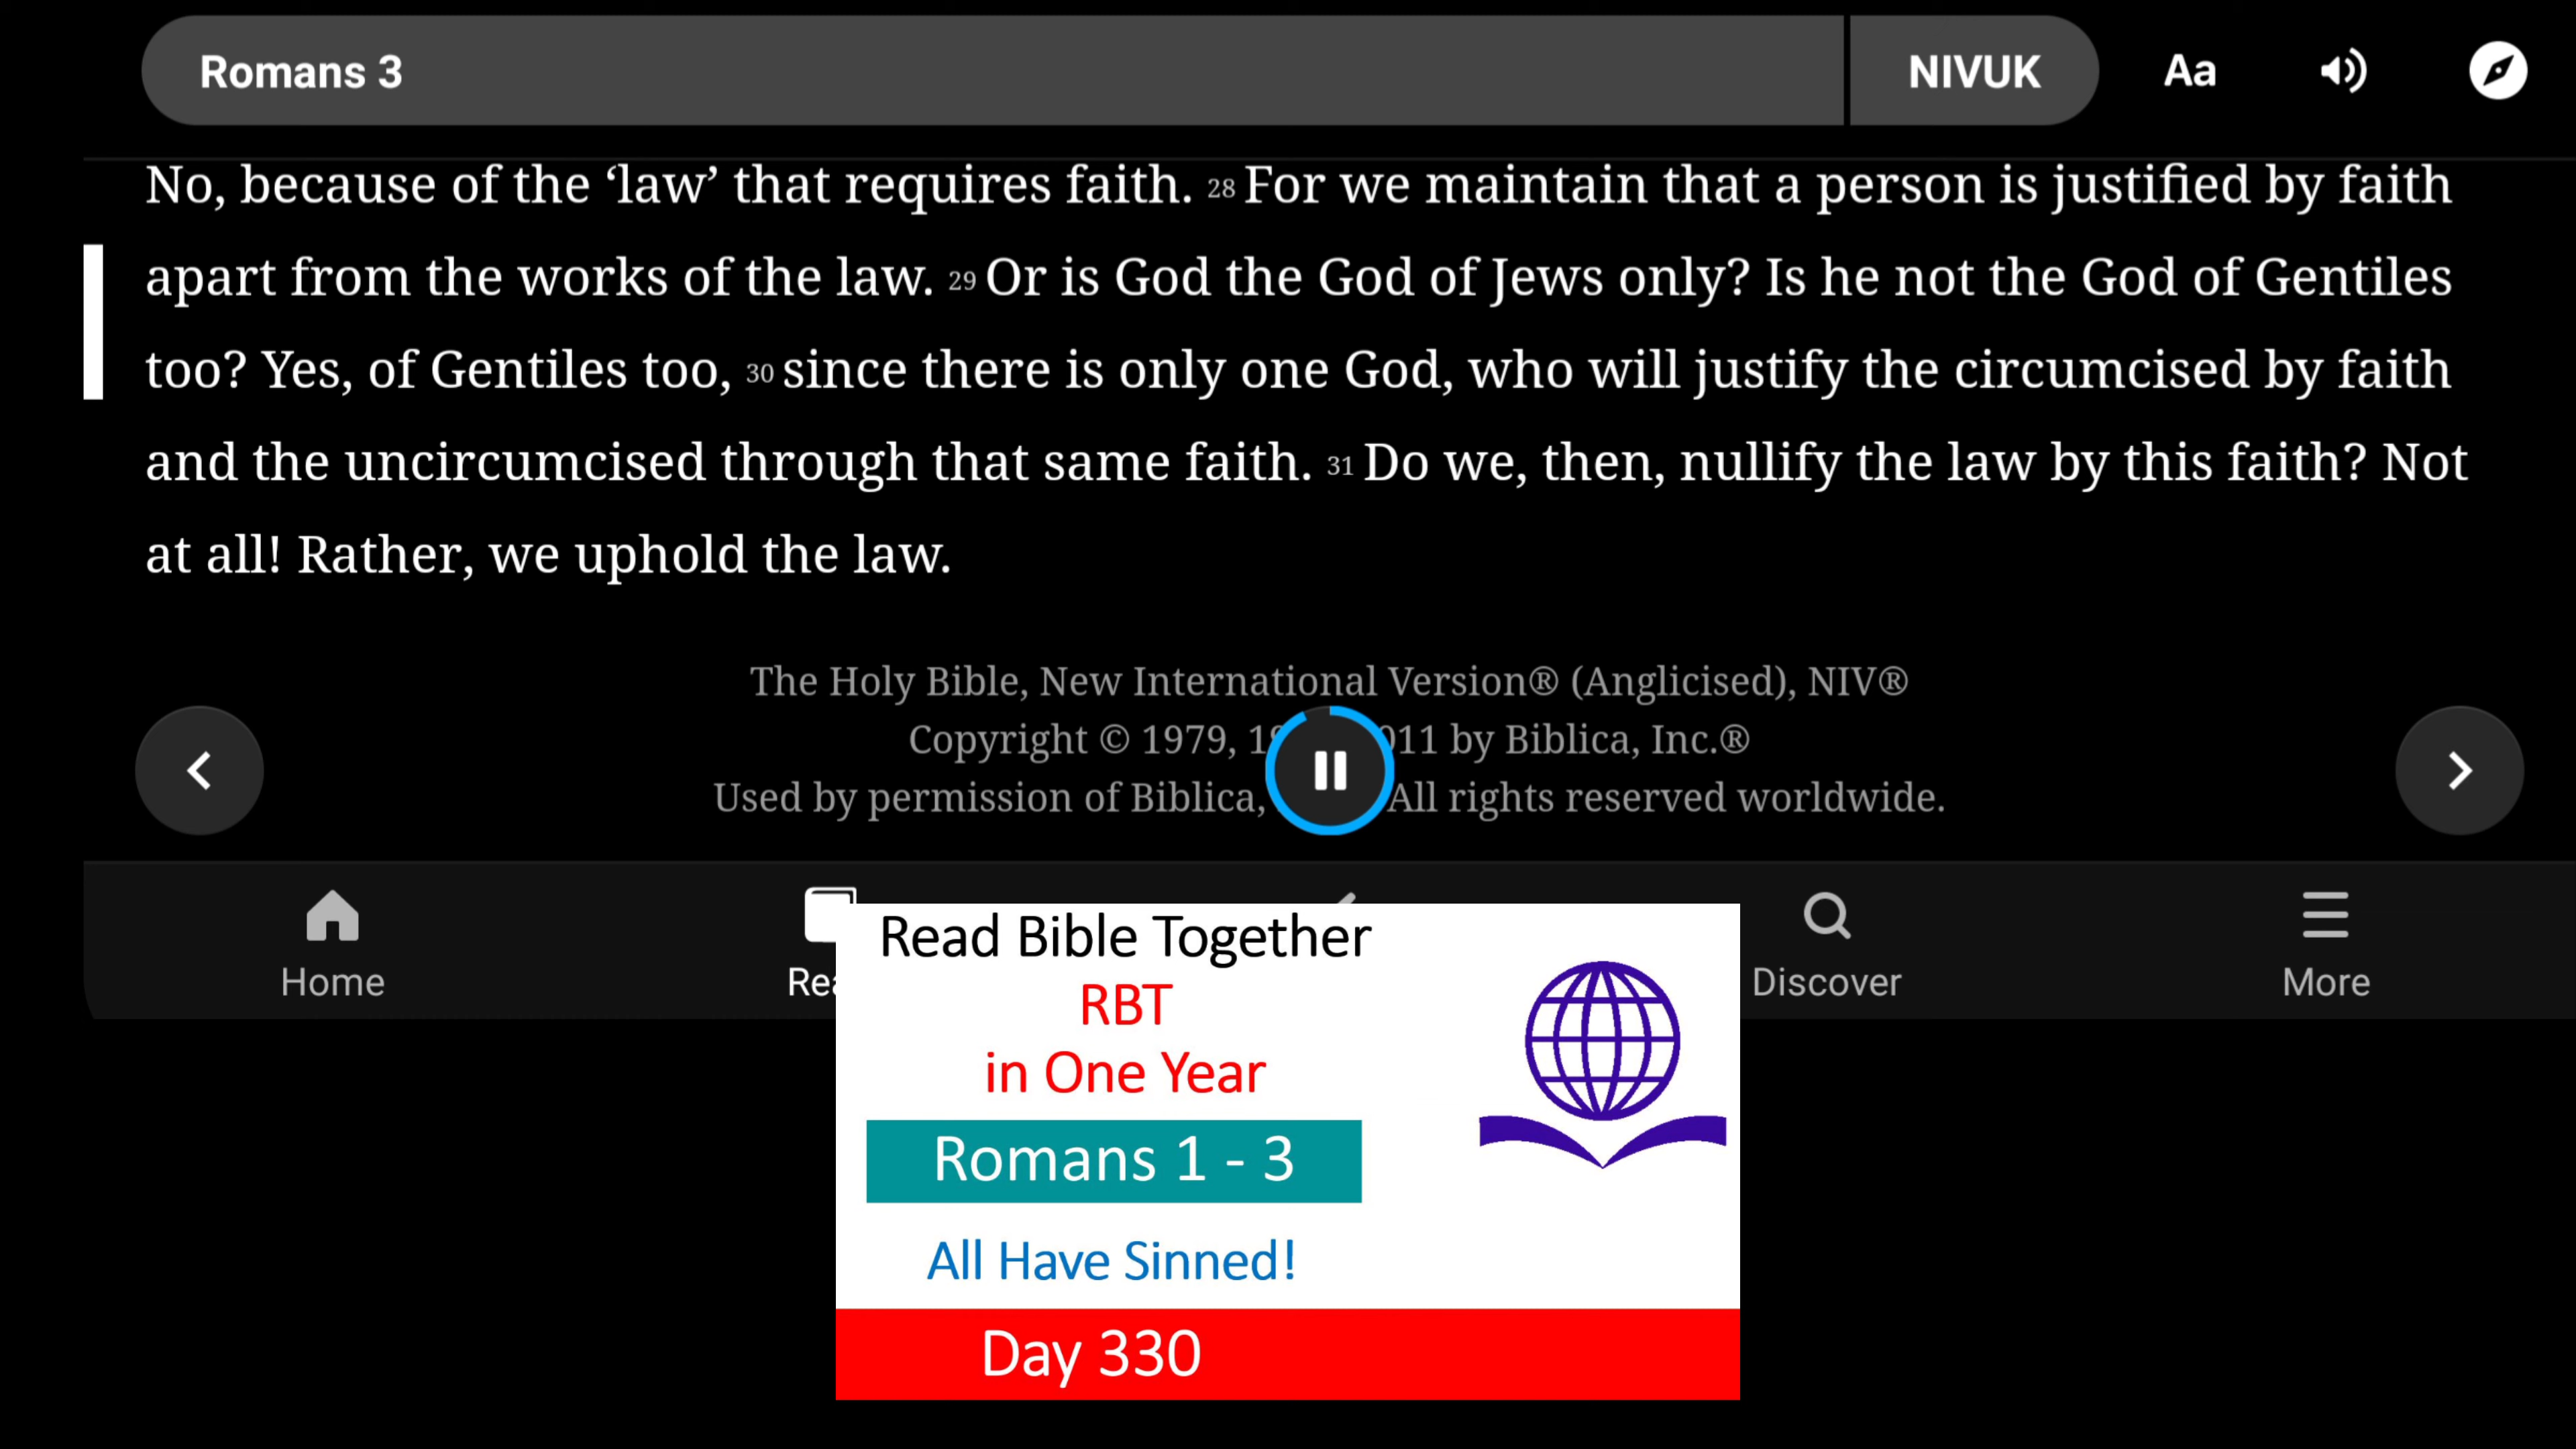 Romans 3 NIVUK Aa
No, because of the ‘law’ that requires faith. 28 For we maintain that a person is justified by faith
apart from the works of the law. 29 Or is God the God of Jews only? Is he not the God of Gentiles
too? Yes, of Gentiles too, 30 since there is only one God, who will justify the circumcised by faith
and the uncircumcised through that same faith. 31 Do we, then, nullify the law by this faith? Not
at all! Rather, we uphold the law.
The Holy Bible, New International Version® (Anglicised), NIV®
Copyright © 1979, by Biblica, Inc.®
Used by permission of Biblica, All rights reserved worldwide.
Home Discover More
Read Bible Together
RBT
in One Year
Romans 1 - 3
All Have Sinned!
Day 330